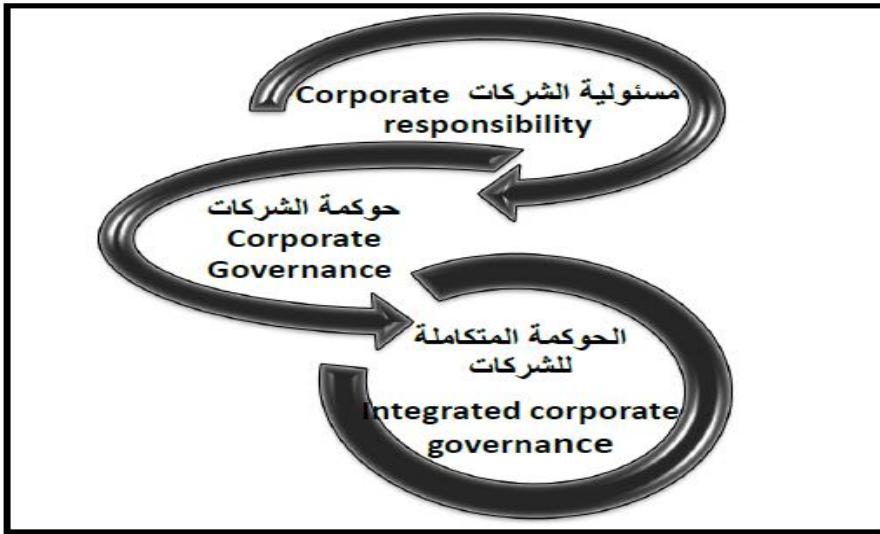 Corporate مسئولية الشركات
responsibility
حوكمة الشركات
Corporate
Governance
الحوكمة المتكاملة
للشركات
Integrated corporate
governance